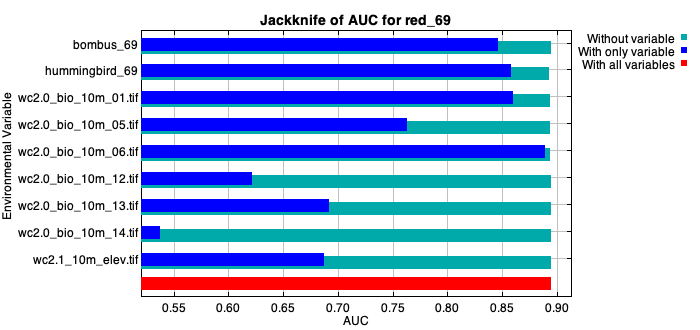 Jackknife of AUC for red_69
Without variable
With only variable
With all variables
Environmental Variable
bombus_69
hummingbird_69
wc2.0_bio_10m_01.tif
wc2.0_bio_10m_05.tif
wc2.0_bio_10m_06.tif
wc2.0_bio_10m_12.tif
wc2.0_bio_10m_13.tif
wc2.0_bio_10m_14.tif
wc2.1_10m_elev.tif
0.55 0.60 0.65 0.70 0.75 0.80 0.85 0.90
AUC